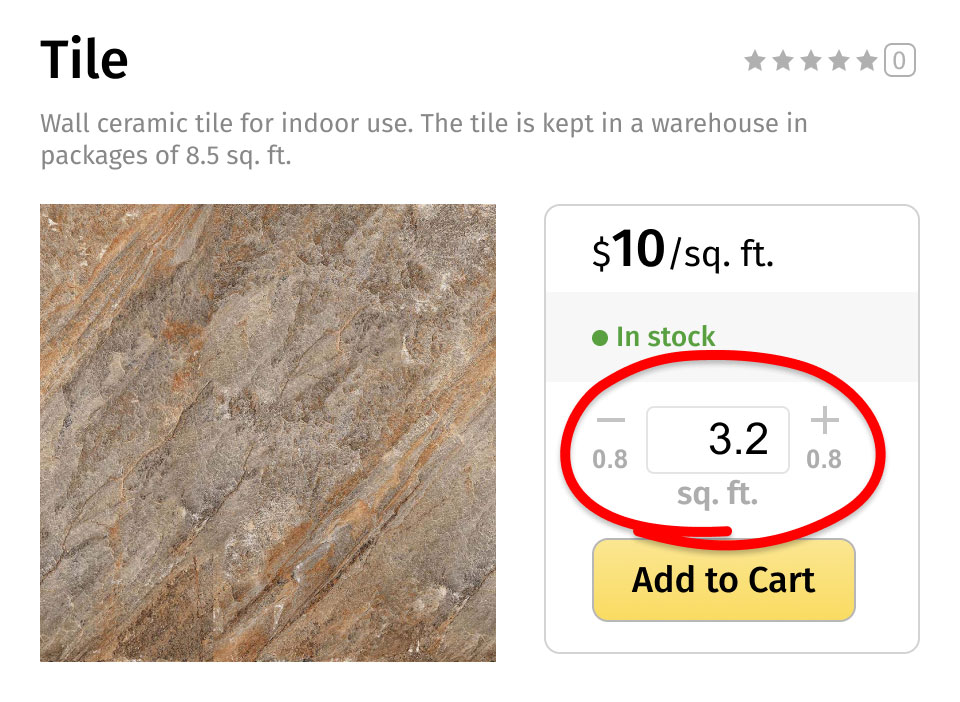 Tile
0
Wall ceramic tile for indoor use. The tile is kept in a warehouse in
packages of 8.5 sq. ft.
$10/sq. ft.
In stock
− 3.2 +
0.8 0.8
sq. ft.
Add to Cart